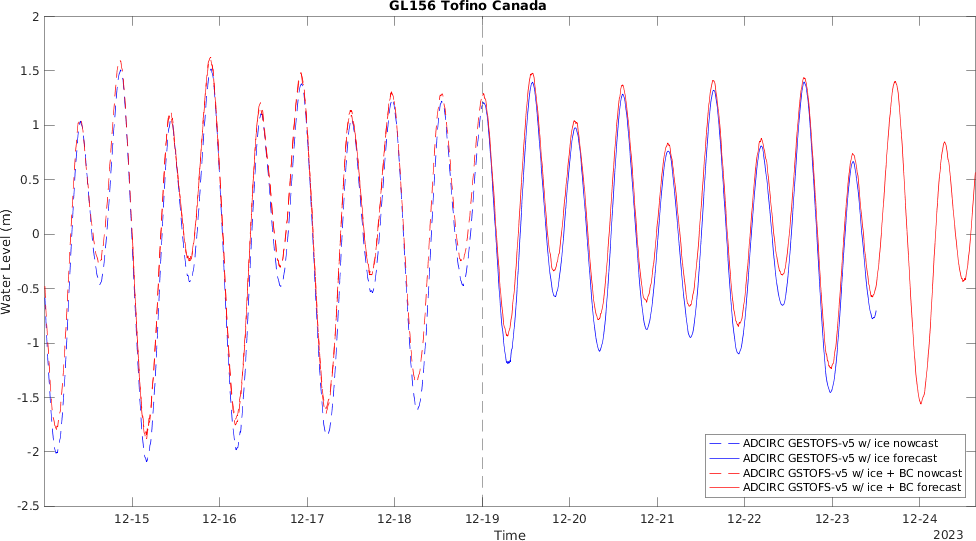 GL156 Tofino Canada
2
1.5
1
0.5
0
-0.5
-1
-1.5
-2
-2.5
Water Level (m)
12-15 12-16 12-17 12-18 12-19 12-20 12-21 12-22 12-23 12-24
Time
2023
ADCIRC GESTOFS-v5 w/ ice nowcast
ADCIRC GESTOFS-v5 w/ ice forecast
ADCIRC GSTOFS-v5 w/ ice + BC nowcast
ADCIRC GSTOFS-v5 w/ ice + BC forecast